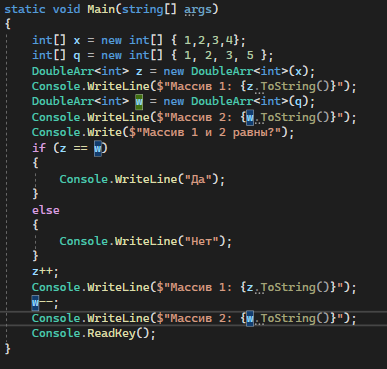 static void Main(string[] args)
{
int[] x = new int[] { 1,2,3,4};
int[] q = new int[] { 1, 2, 3, 5 };
DoubleArr<int> z = new DoubleArr<int>(x);
Console.WriteLine($"Массив 1: {z.ToString()}");
DoubleArr<int> w = new DoubleArr<int>(q);
Console.WriteLine($"Массив 2: {w.ToString()}");
Console.Write($"Массив 1 и 2 равны?");
if (z == w)
{
Console.WriteLine("Да");
}
else
{
Console.WriteLine("Нет");
}
z++;
Console.WriteLine($"Массив 1: {z.ToString()}");
w--;
Console.WriteLine($"Массив 2: {w.ToString()}");
Console.ReadKey();
}